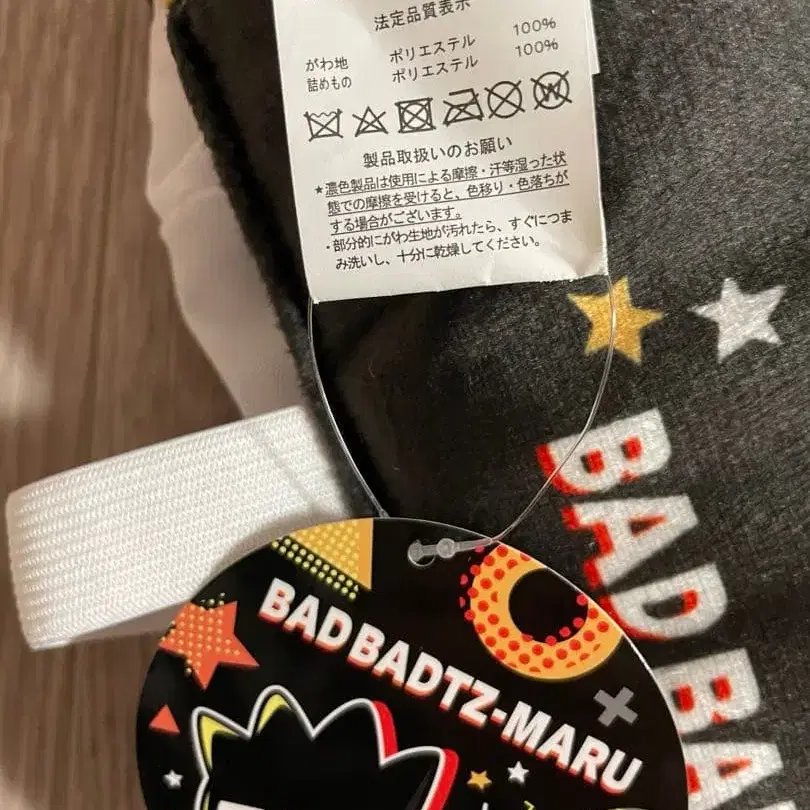 法定品質表示
がわ地 ポリエステル 100%
詰めもの ポリエステル 100%
W
製品取扱いのお願い
★濃色製品は使用による摩擦・汗等湿った状
態での摩擦を受けると、色移り・色落ちが
する場合がございます。
・部分的にがわ生地が汚れたら、すぐにつま
み洗いし、十分に乾燥してください。
BAD BA
BADBADTZ-MARU